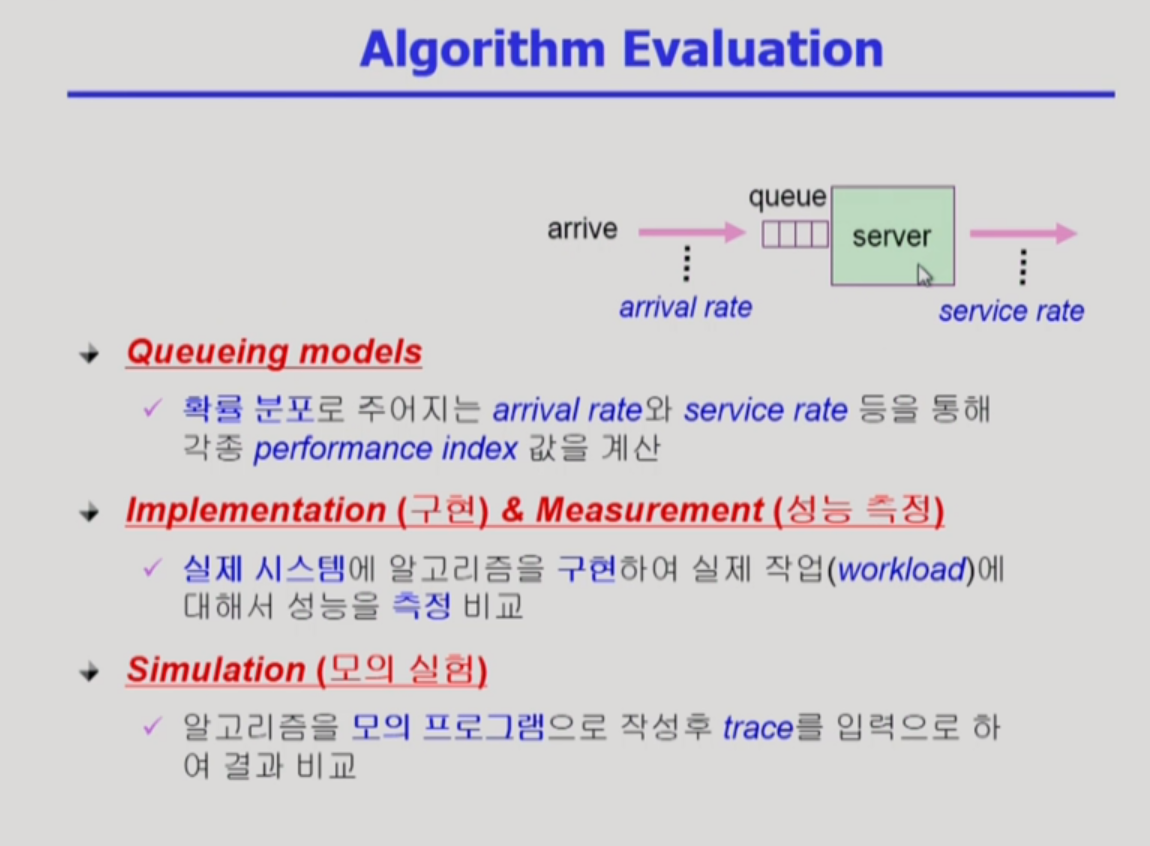 Algorithm Evaluation
queue
arrive
server
arrival rate
service rate
Queueing models
✓ 확률 분포로 주어지는 arrival rate와 service rate 등을 통해
각종 performance index 값을 계산
Implementation (구현) & Measurement (성능 측정)
✓ 실제 시스템에 알고리즘을 구현하여 실제 작업(workload)에
대해서 성능을 측정 비교
Simulation (모의 실험)
✓ 알고리즘을 모의 프로그램으로 작성후 trace를 입력으로 하
여 결과 비교